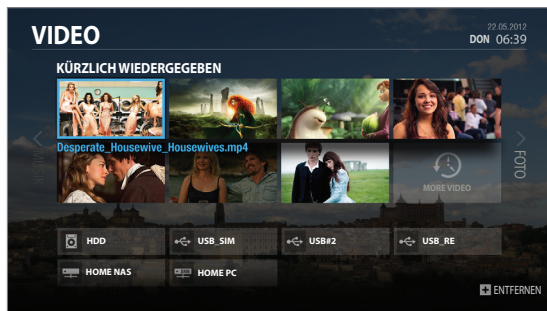 VIDEO
22.05.2012
DON 06:39
KÜRZLICH WIEDERGEGEBEN
Desperate_Housewive_Housewives.mp4
FOTO
MORE VIDEO
HDD
USB_SIM
USB#2
USB_RE
HOME NAS
HOME PC
ENTFERNEN